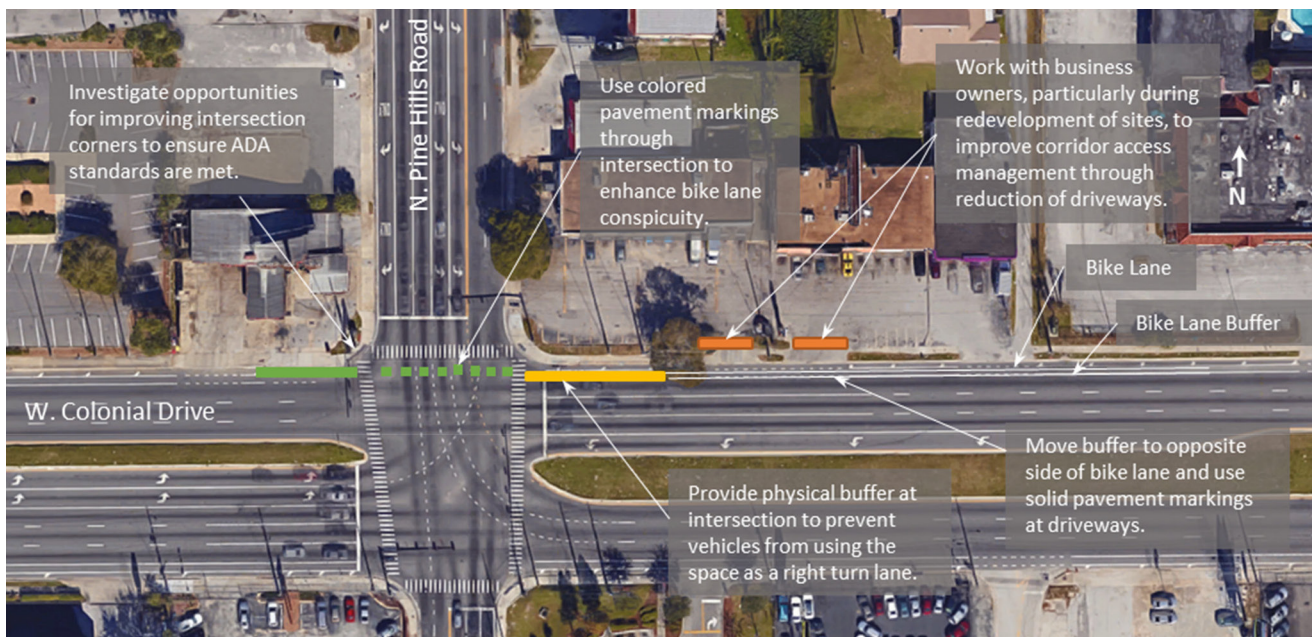 Investigate opportunities
for improving intersection
corners to ensure ADA
standards are met.
N. Pine Hills Road
Use colored
pavement markings
through
intersection to
enhance bike lane
conspicuity.
Work with business
owners, particularly during
redevelopment of sites, to
improve corridor access
management through
reduction of driveways.
N
Bike Lane
Bike Lane Buffer
W. Colonial Drive
Move buffer to opposite
side of bike lane and use
solid pavement markings
at driveways.
Provide physical buffer at
intersection to prevent
vehicles from using the
space as a right turn lane.